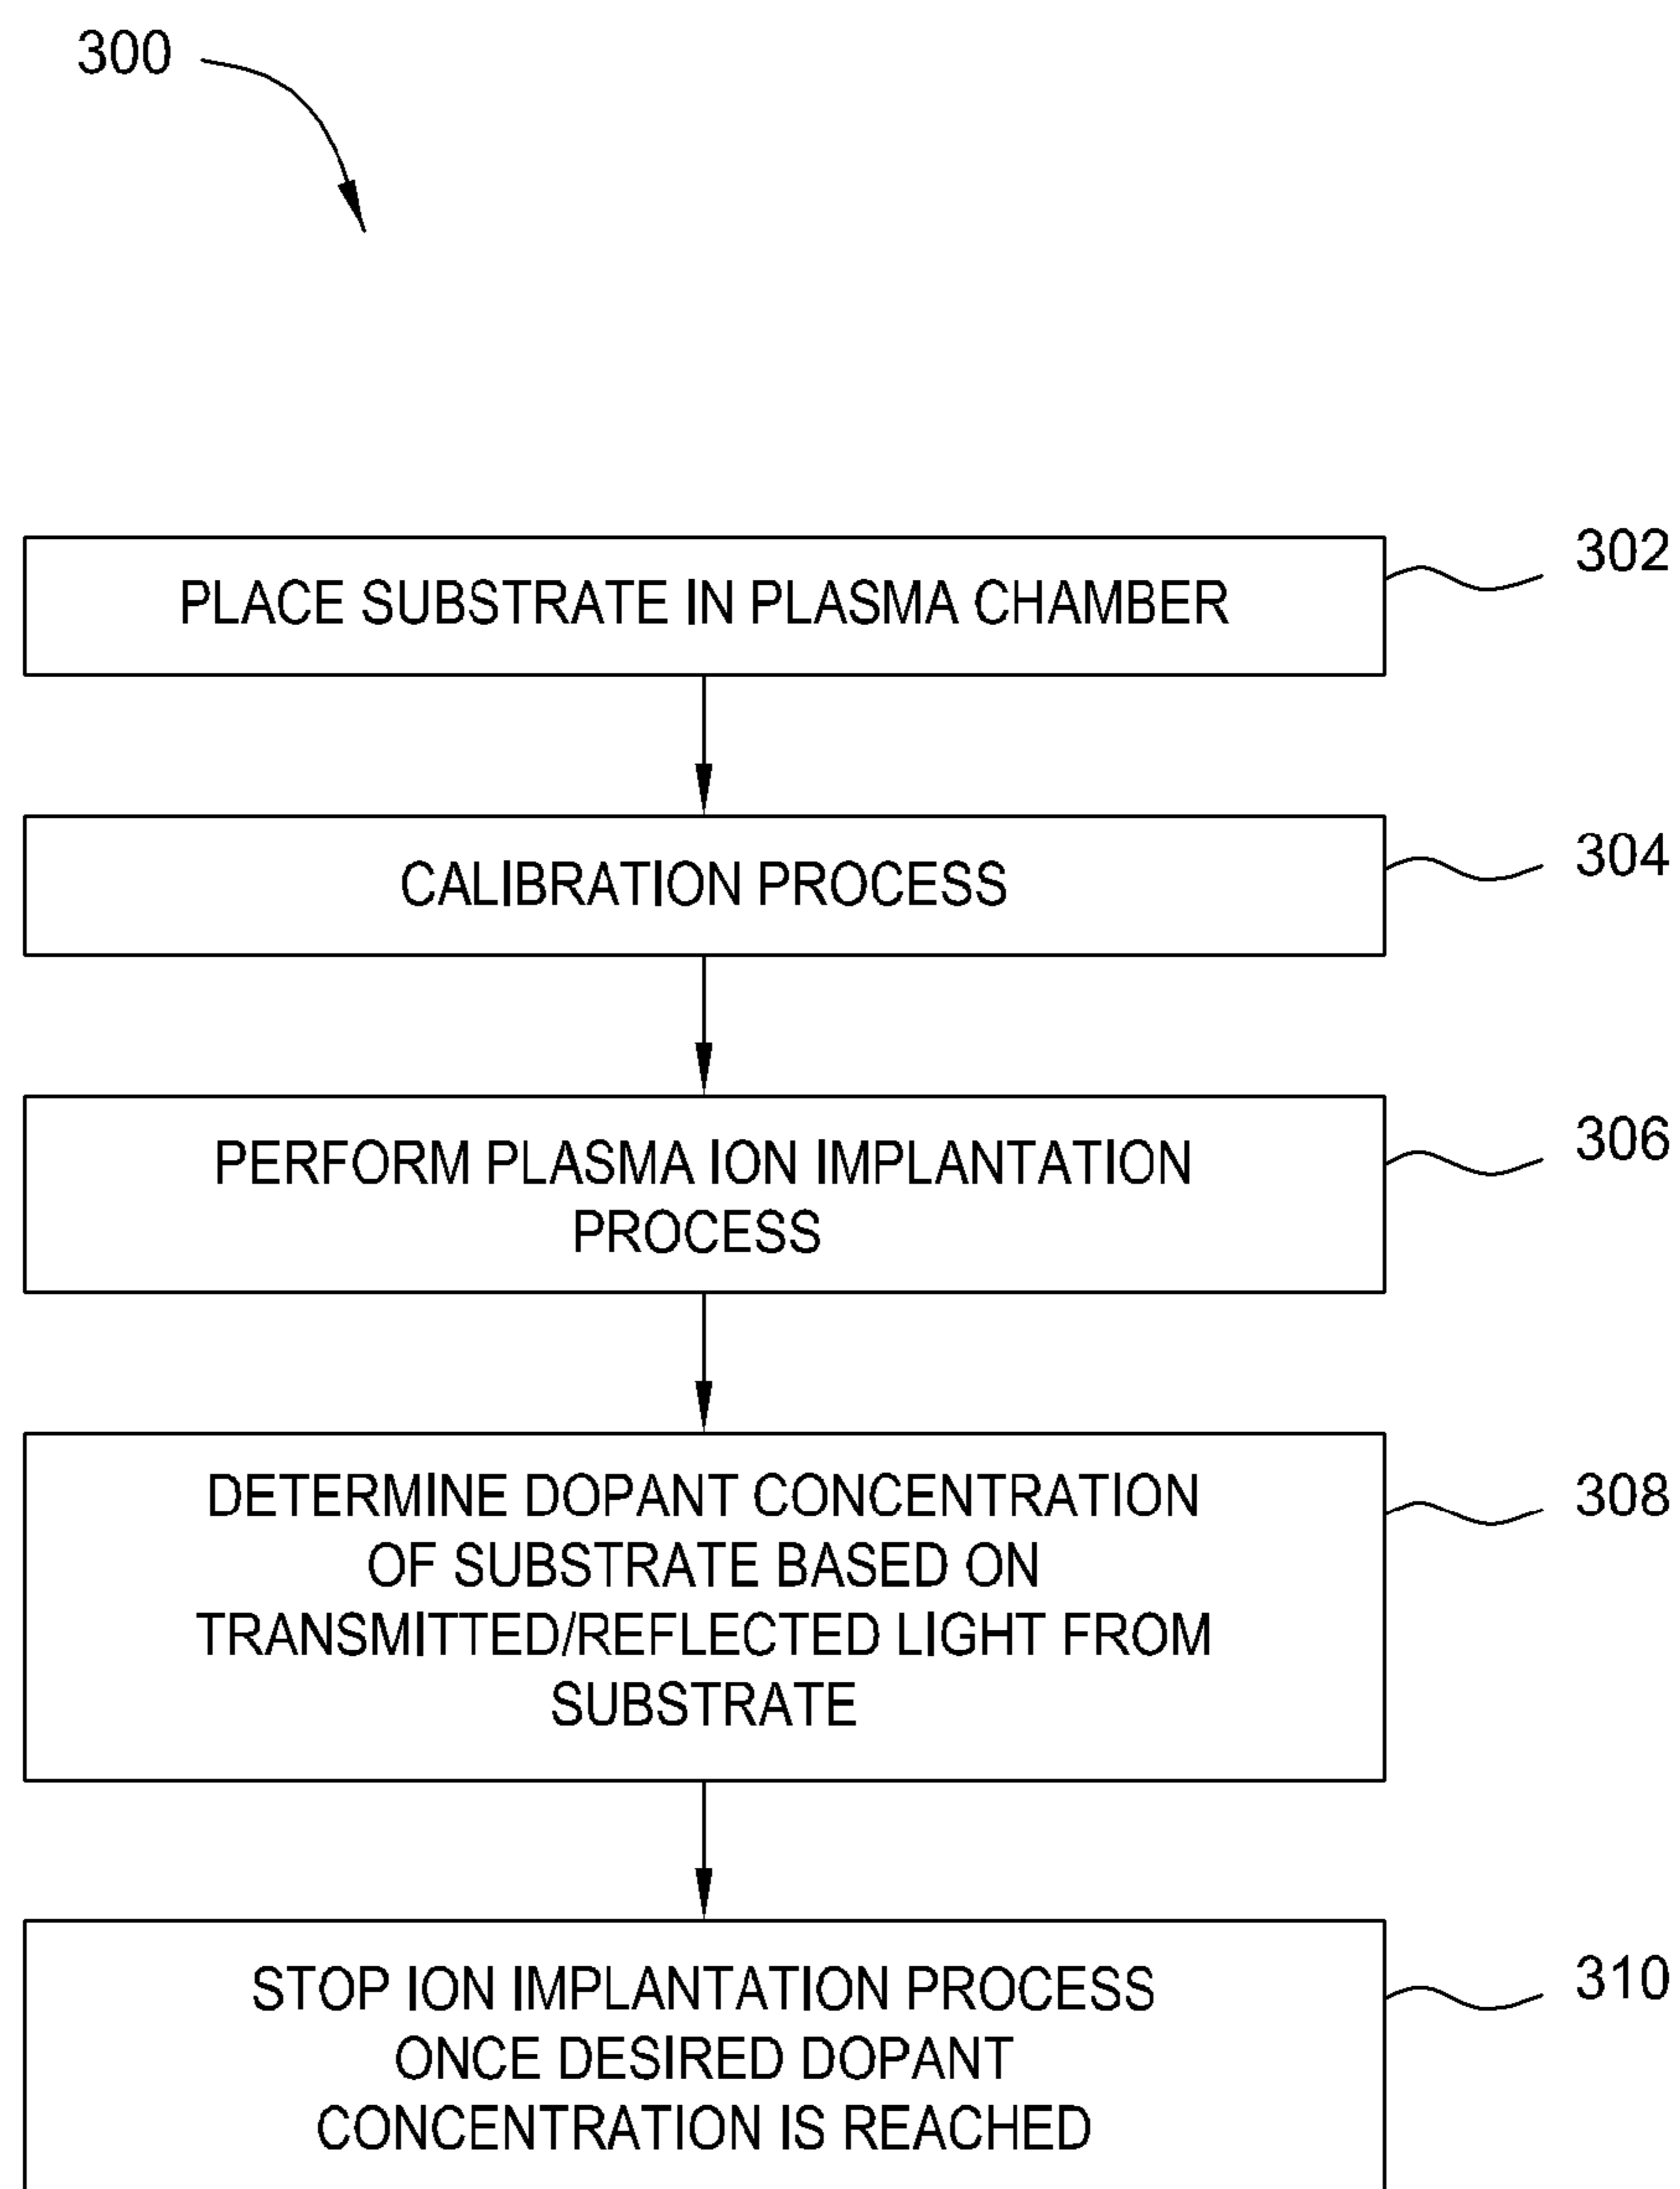 300
PLACE SUBSTRATE IN PLASMA CHAMBER
302
CALIBRATION PROCESS
304
PERFORM PLASMA ION IMPLANTATION
PROCESS
306
DETERMINE DOPANT CONCENTRATION
OF SUBSTRATE BASED ON
TRANSMITTED/REFLECTED LIGHT FROM
SUBSTRATE
308
STOP ION IMPLANTATION PROCESS
ONCE DESIRED DOPANT
CONCENTRATION IS REACHED
310